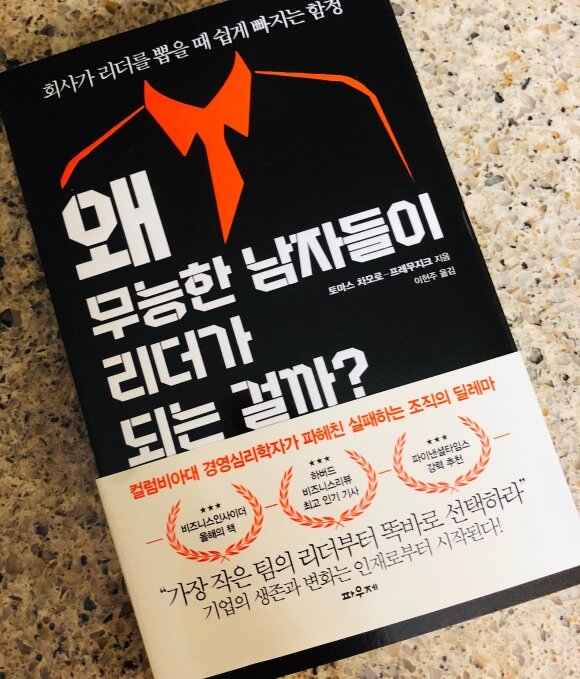 회사가 리더를 뽑을 때 쉽게 빠지는 함정
왜
무능한 남자들이
토마스 차모로-프레무지크 지음
이현주 옮김
리더가
되는 걸까?
컬럼비아대 경영심리학자가 파헤친 실패하는 조직의 딜레마
★★★
비즈니스인사이더
올해의 책
★★★
하버드
비즈니스리뷰
최고 인기 기사
★★★
파이낸셜타임스
강력 추천
“가장 작은 팀의 리더부터 똑바로 선택하라”
기업의 생존과 변화는 인재로부터 시작된다!
파우제